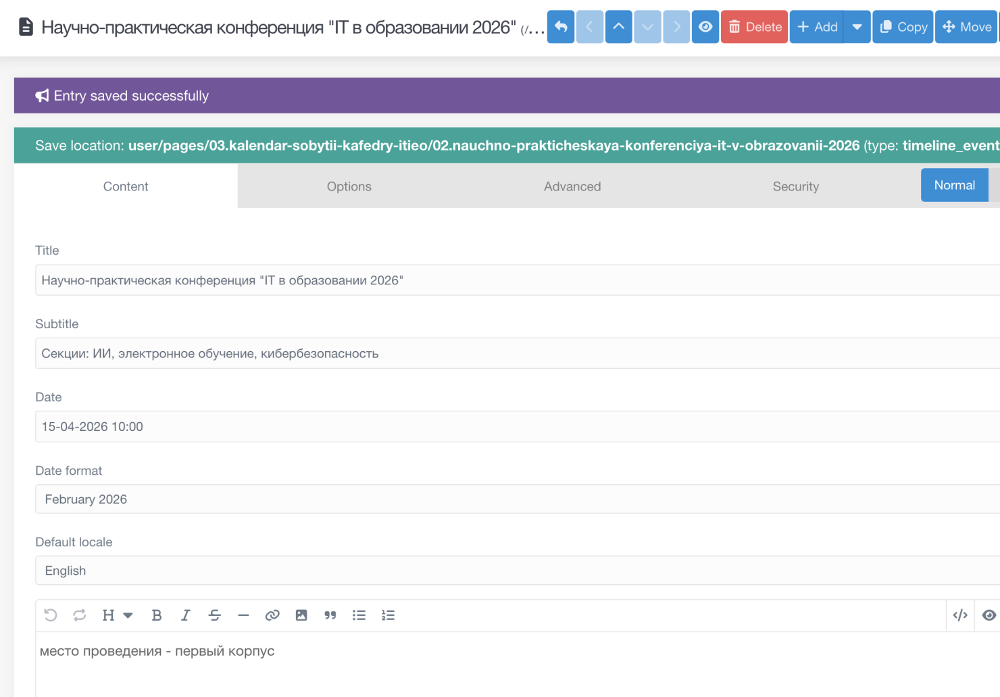 Научно-практическая конференция "IT в образовании 2026" (/...
Delete
+ Add
Copy
Move
Entry saved successfully
Save location: user/pages/03.kalendar-sobytii-kafedry-itieo/02.nauchno-prakticheskaya-konferenciya-it-v-obrazovanii-2026 (type: timeline_event
Content
Options
Advanced
Security
Normal
Title
Научно-практическая конференция "IT в образовании 2026"
Subtitle
Секции: ИИ, электронное обучение, кибербезопасность
Date
15-04-2026 10:00
Date format
February 2026
Default locale
English
H B I S
место проведения - первый корпус